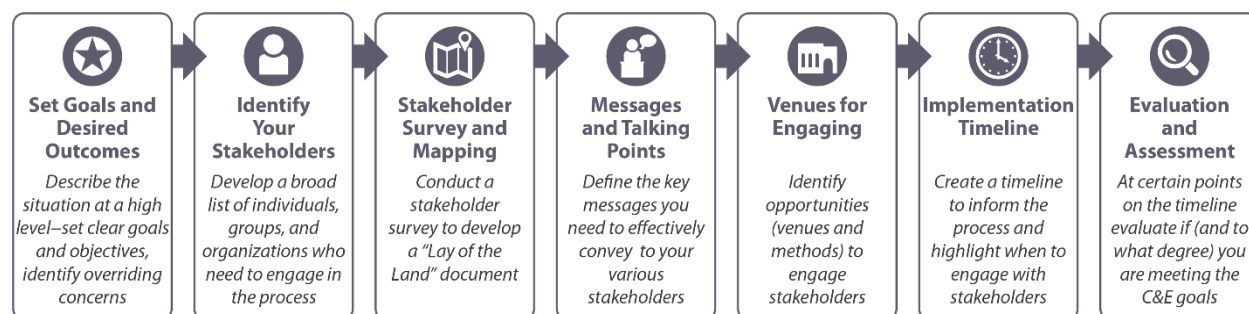 Set Goals and
Desired
Outcomes
Describe the
situation at a high
level–set clear goals
and objectives,
identify overriding
concerns
Identify
Your
Stakeholders
Develop a broad
list of individuals,
groups, and
organizations who
need to engage in
the process
Stakeholder
Survey and
Mapping
Conduct a
stakeholder
survey to develop
a “Lay of the
Land” document
Messages
and Talking
Points
Define the key
messages you
need to effectively
convey to your
various
stakeholders
Venues for
Engaging
Identify
opportunities
(venues and
methods) to
engage
stakeholders
Implementation
Timeline
Create a timeline
to inform the
process and
highlight when to
engage with
stakeholders
Evaluation
and
Assessment
At certain points
on the timeline
evaluate if (and to
what degree) you
are meeting the
C&E goals